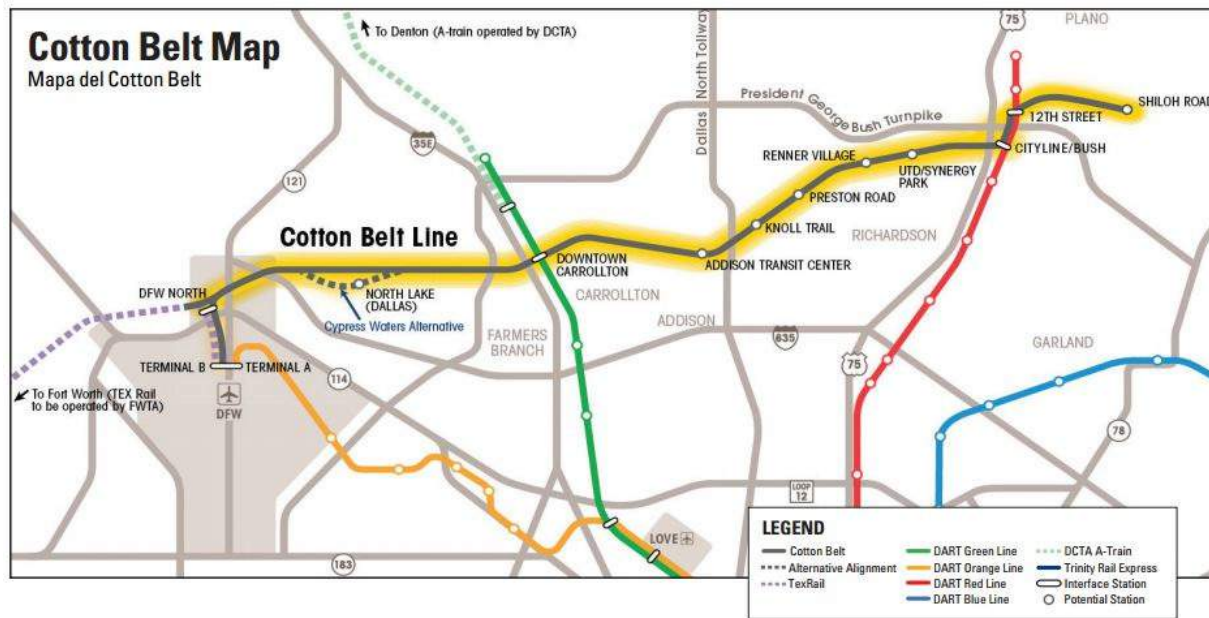 Cotton Belt Map
Mapa del Cotton Belt
To Denton (A-train operated by DCTA)
75
PLANO
Dallas North Tollway
President George Bush Turnpike
SHILOH ROAD
12TH STREET
35E
RENNER VILLAGE
CITYLINE/BUSH
UTD/SYNERGY
PARK
121
PRESTON ROAD
KNOLL TRAIL
RICHARDSON
Cotton Belt Line
DOWNTOWN
CARROLLTON
ADDISON TRANSIT CENTER
DFW NORTH
NORTH LAKE
(DALLAS)
CARROLLTON
Cypress Waters Alternative
ADDISON
FARMERS
BRANCH
635
GARLAND
TERMINAL B
TERMINAL A
75
114
To Fort Worth (TEX Rail
to be operated by FWTA)
DFW
78
LOOP
12
LOVE
183
LEGEND
Cotton Belt
Alternative Alignment
TexRail
DART Green Line
DART Orange Line
DART Red Line
DART Blue Line
DCTA A-Train
Trinity Rail Express
Interface Station
Potential Station